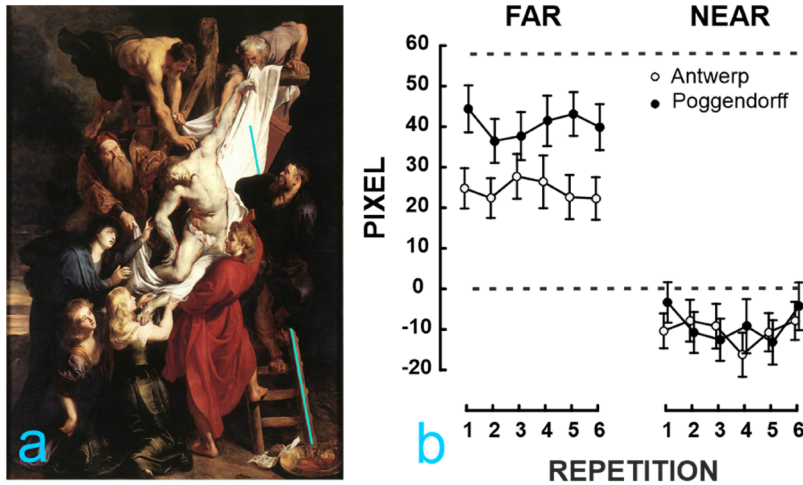 a
FAR NEAR
60
50
40
30
20
10
0
-10
-20
PIXEL
Antwerp
Poggendorff
1 2 3 4 5 6 1 2 3 4 5 6
REPETITION
b